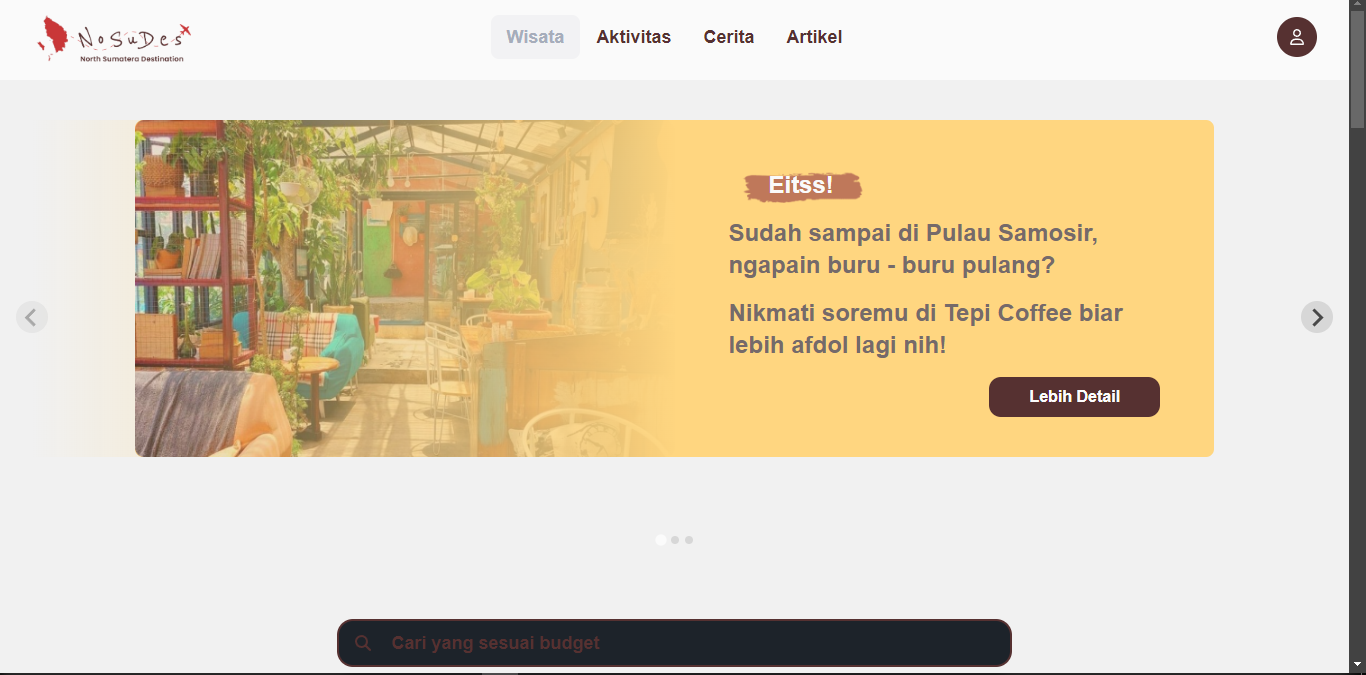 NoSuDes
North Sumatera Destination
Wisata
Aktivitas
Cerita
Artikel
Eitss!
Sudah sampai di Pulau Samosir,
ngapain buru - buru pulang?
Nikmati soremu di Tepi Coffee biar
lebih afdol lagi nih!
Lebih Detail
Cari yang sesuai budget